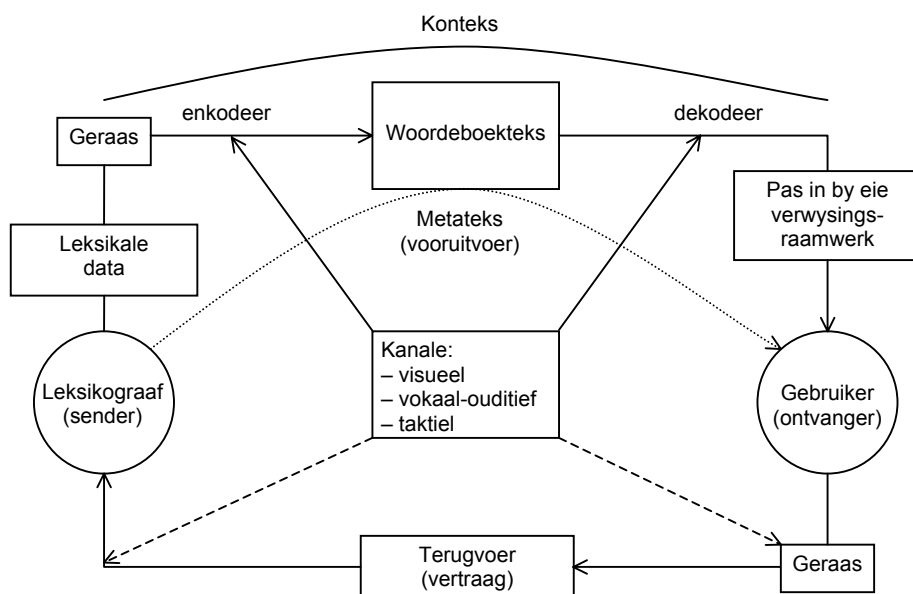 Konteks
enkodeer
dekodeer
Geraas
Woordeboekteks
Pas in by eie
verwysings-
raamwerk
Metateks
(vooruitvoer)
Leksikale
data
Kanale:
– visueel
– vokaal-ouditief
– taktiel
Leksikograaf
(sender)
Gebruiker
(ontvanger)
Terugvoer
(vertraag)
Geraas